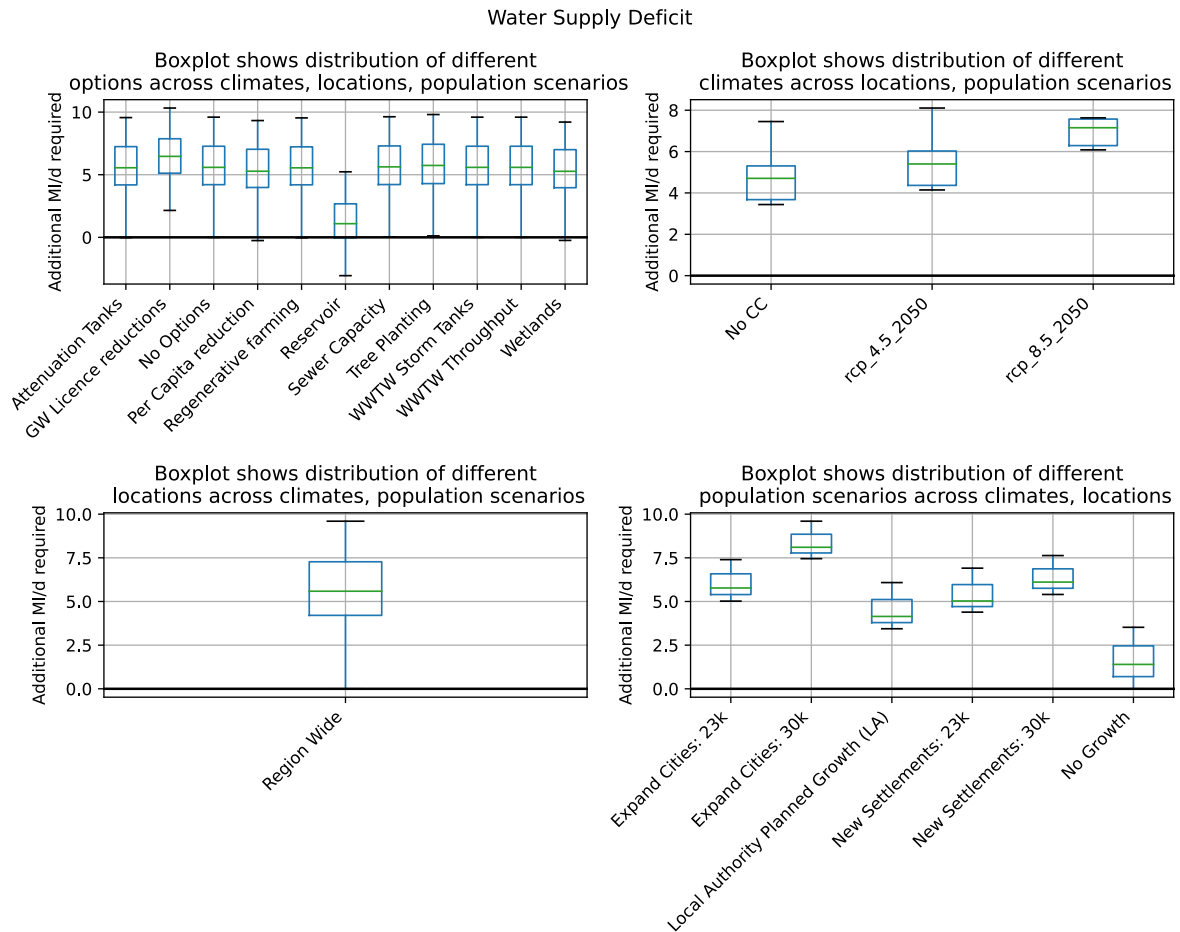 Water Supply Deficit
Boxplot shows distribution of different
options across climates, locations, population scenarios
Additional Ml/d required
10
5
0
Attenuation Tanks
GW Licence reductions
No Options
Per Capita reduction
Regenerative farming
Reservoir
Sewer Capacity
Tree Planting
WWTW Storm Tanks
WWTW Throughput
Wetlands
Boxplot shows distribution of different
climates across locations, population scenarios
Additional Ml/d required
8
6
4
2
0
No CC
rcp_4.5_2050
rcp_8.5_2050
Boxplot shows distribution of different
locations across climates, population scenarios
Additional Ml/d required
10.0
7.5
5.0
2.5
0.0
Region Wide
Boxplot shows distribution of different
population scenarios across climates, locations
Additional Ml/d required
10.0
7.5
5.0
2.5
0.0
Expand Cities: 23k
Expand Cities: 30k
Local Authority Planned Growth (LA)
New Settlements: 23k
New Settlements: 30k
No Growth